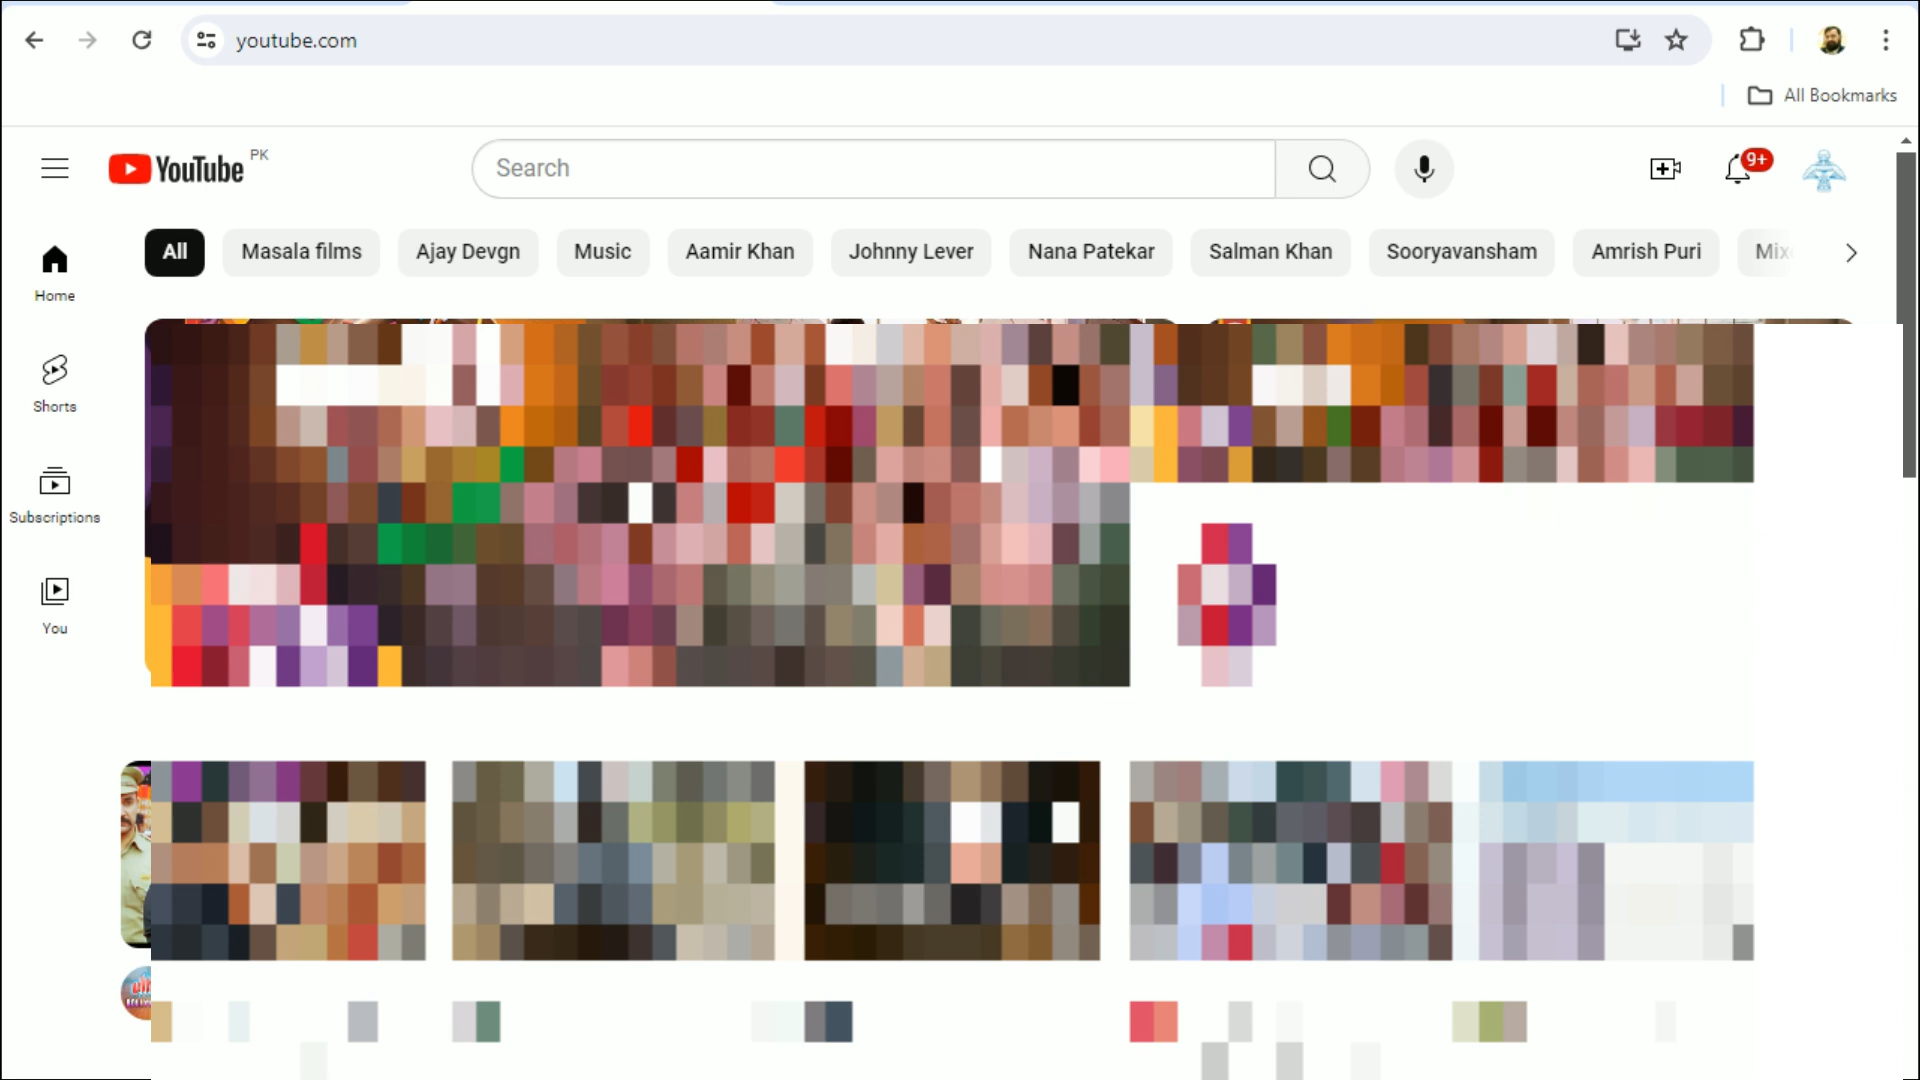 youtube.com
All Bookmarks
YouTube PK
Search
9+
All
Masala films
Ajay Devgn
Music
Aamir Khan
Johnny Lever
Nana Patekar
Salman Khan
Sooryavansham
Amrish Puri
Home
Shorts
Subscriptions
You